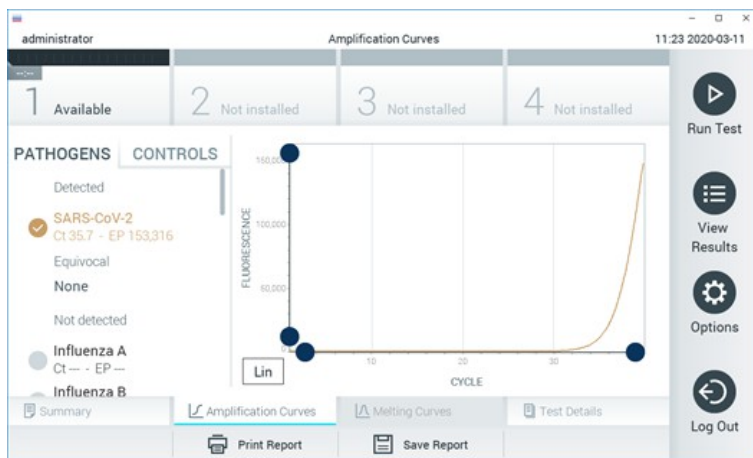 administrator
Amplification Curves
11:23 2020-03-11
--:--
1 Available
2 Not installed
3 Not installed
4 Not installed
Run Test
View
Results
Options
Log Out
PATHOGENS
CONTROLS
Detected
SARS-CoV-2
Ct 35.7 - EP 153,316
Equivocal
None
Not detected
Influenza A
Ct --- - EP ---
Influenza B
FLUORESCENCE
150,000
100,000
50,000
0
10
20
30
CYCLE
Lin
Summary
Amplification Curves
Melting Curves
Test Details
Print Report
Save Report